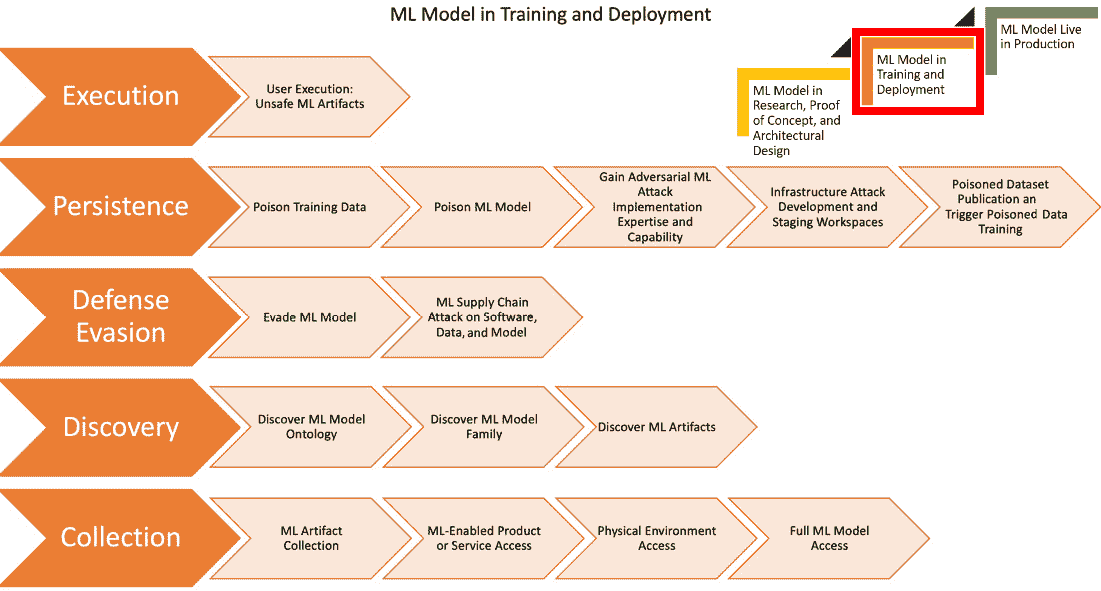 ML Model in Training and Deployment
ML Model Live
in Production
ML Model in
Training and
Deployment
ML Model in
Research, Proof
of Concept, and
Architectural
Design
Execution
User Execution:
Unsafe ML Artifacts
Persistence
Poison Training Data
Poison ML Model
Gain Adversarial ML
Attack
Implementation
Expertise and
Capability
Infrastructure Attack
Development and
Staging Workspaces
Poisoned Dataset
Publication an
Trigger Poisoned Data
Training
Defense
Evasion
Evade ML Model
ML Supply Chain
Attack on Software,
Data, and Model
Discovery
Discover ML Model
Ontology
Discover ML Model
Family
Discover ML Artifacts
Collection
ML Artifact
Collection
ML-Enabled Product
or Service Access
Physical Environment
Access
Full ML Model
Access